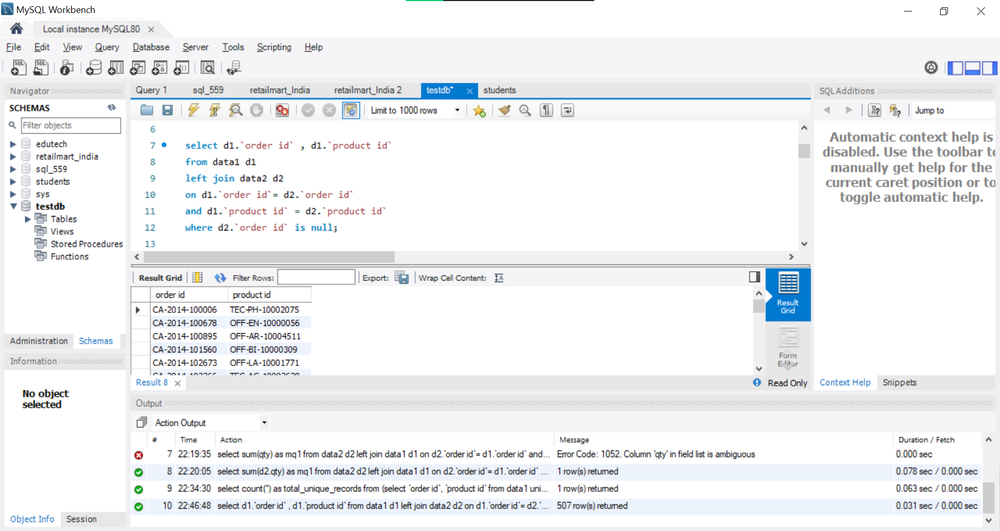 MySQL Workbench
Local instance MySQL80
File Edit View Query Database Server Tools Scripting Help
Navigator
SCHEMAS
Filter objects
edutech
retailmart_india
sql_559
students
sys
testdb
Tables
Views
Stored Procedures
Functions
Administration Schemas
Information
No object
selected
Object Info Session
Query 1 sql_559 retailmart_India retailmart_India 2 testdb* students
Limit to 1000 rows
6
7 select d1.`order id` , d1.`product id`
8 from data1 d1
9 left join data2 d2
10 on d1.`order id`= d2.`order id`
11 and d1.`product id` = d2.`product id`
12 where d2.`order id` is null;
13
Result Grid Filter Rows: Export: Wrap Cell Content:
order id product id
CA-2014-100006 TEC-PH-10002075
CA-2014-100678 OFF-EN-10000056
CA-2014-100895 OFF-AR-10004511
CA-2014-101560 OFF-BI-10000309
CA-2014-102673 OFF-LA-10001771
Result
Grid
Form
Editor
Result 8
Read Only
SQLAdditions
Jump to
Automatic context help is
disabled. Use the toolbar to
manually get help for the
current caret position or to
toggle automatic help.
Context Help Snippets
Output
Action Output
# Time Action Message Duration / Fetch
7 22:19:35 select sum(qty) as mq1 from data2 d2 left join data1 d1 on d2.`order id`= d1.`order id` and... Error Code: 1052. Column 'qty' in field list is ambiguous 0.000 sec
8 22:20:05 select sum(d2.qty) as mq1 from data2 d2 left join data1 d1 on d2.`order id`= d1.`order id` ... 1 row(s) returned 0.078 sec / 0.000 sec
9 22:34:30 select count(*) as total_unique_records from (select `order id`, `product id` from data1 uni... 1 row(s) returned 0.063 sec / 0.000 sec
10 22:46:48 select d1.`order id` , d1.`product id` from data1 d1 left join data2 d2 on d1.`order id`= d2.`... 507 row(s) returned 0.031 sec / 0.000 sec